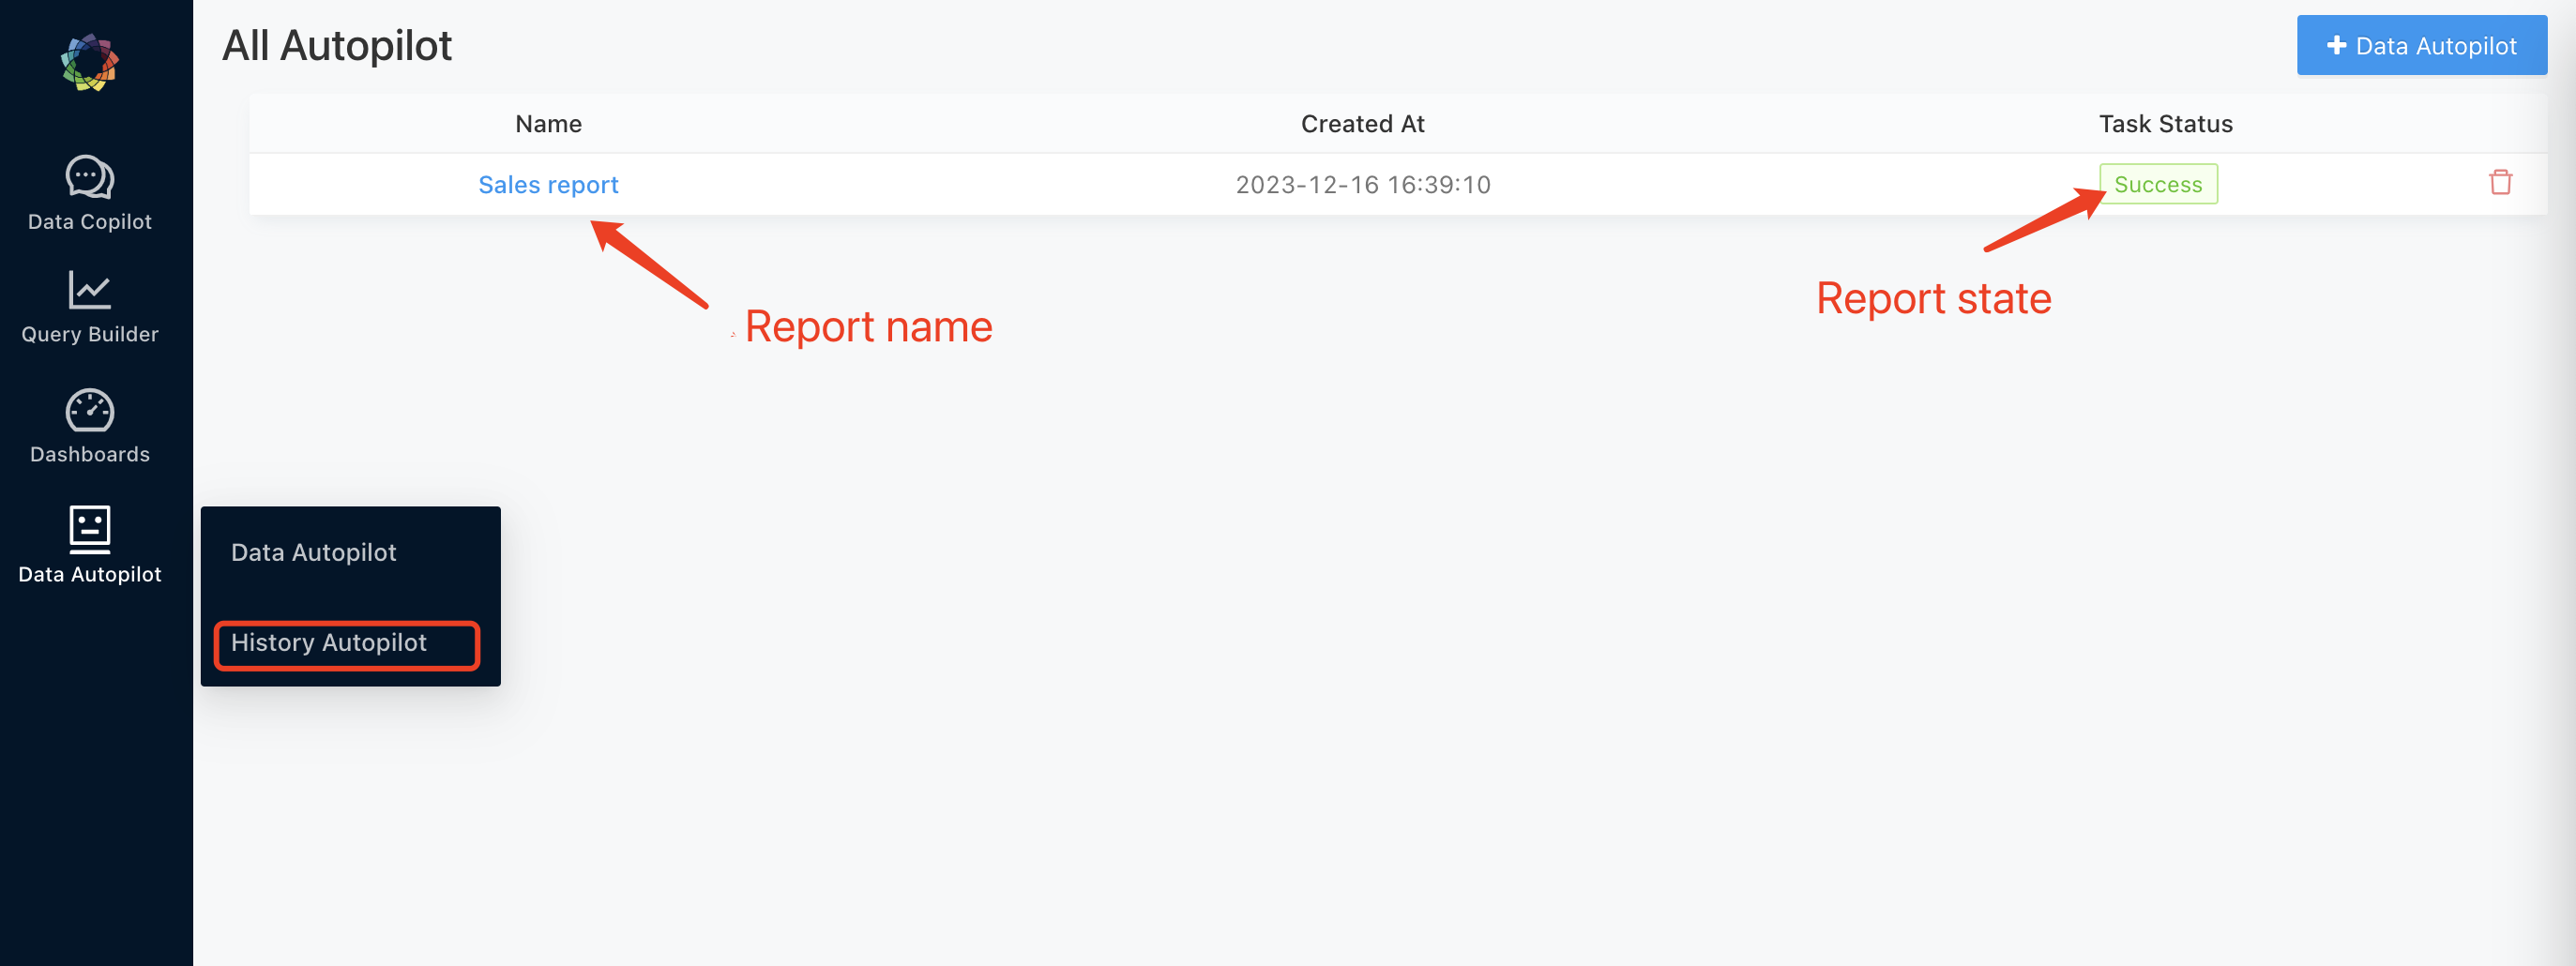 All Autopilot
+ Data Autopilot
Name
Created At
Task Status
Sales report
2023-12-16 16:39:10
Success
Report name
Report state
Data Copilot
Query Builder
Dashboards
Data Autopilot
Data Autopilot
History Autopilot